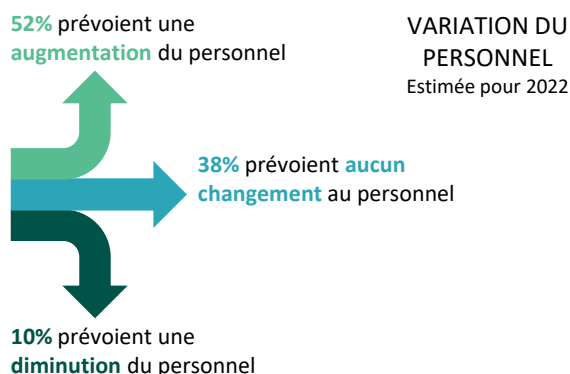 52% prévoient une
augmentation du personnel
VARIATION DU
PERSONNEL
Estimée pour 2022
38% prévoient aucun
changement au personnel
10% prévoient une
diminution du personnel